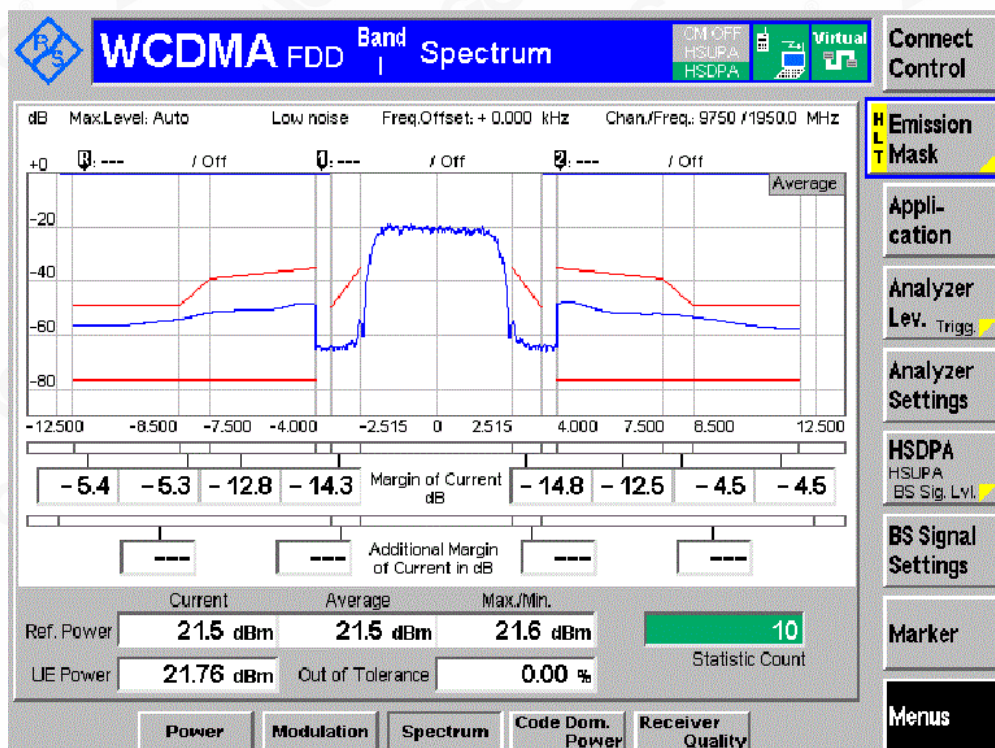 R S
WCDMA FDD Band I Spectrum
CM OFF
HSUPA
HSDPA
Virtual
Connect Control
dB Max.Level: Auto Low noise Freq.Offset: + 0.000 kHz Chan./Freq.: 9750 /1950.0 MHz
H L T
Emission Mask
+0 R: --- / Off 1: --- / Off 2: --- / Off
Average
-20
-40
-60
-80
Appli-
cation
Analyzer
Lev. Trigg.
Analyzer
Settings
-12.500 -8.500 -7.500 -4.000 -2.515 0 2.515 4.000 7.500 8.500 12.500
HSDPA
HSUPA
BS Sig. Lvl.
- 5.4 - 5.3 - 12.8 - 14.3 Margin of Current dB - 14.8 - 12.5 - 4.5 - 4.5
--- --- Additional Margin of Current in dB --- ---
BS Signal
Settings
Current Average Max./Min.
Ref. Power 21.5 dBm 21.5 dBm 21.6 dBm 10
Statistic Count
UE Power 21.76 dBm Out of Tolerance 0.00 %
Marker
Menus
Power Modulation Spectrum Code Dom. Power Receiver Quality